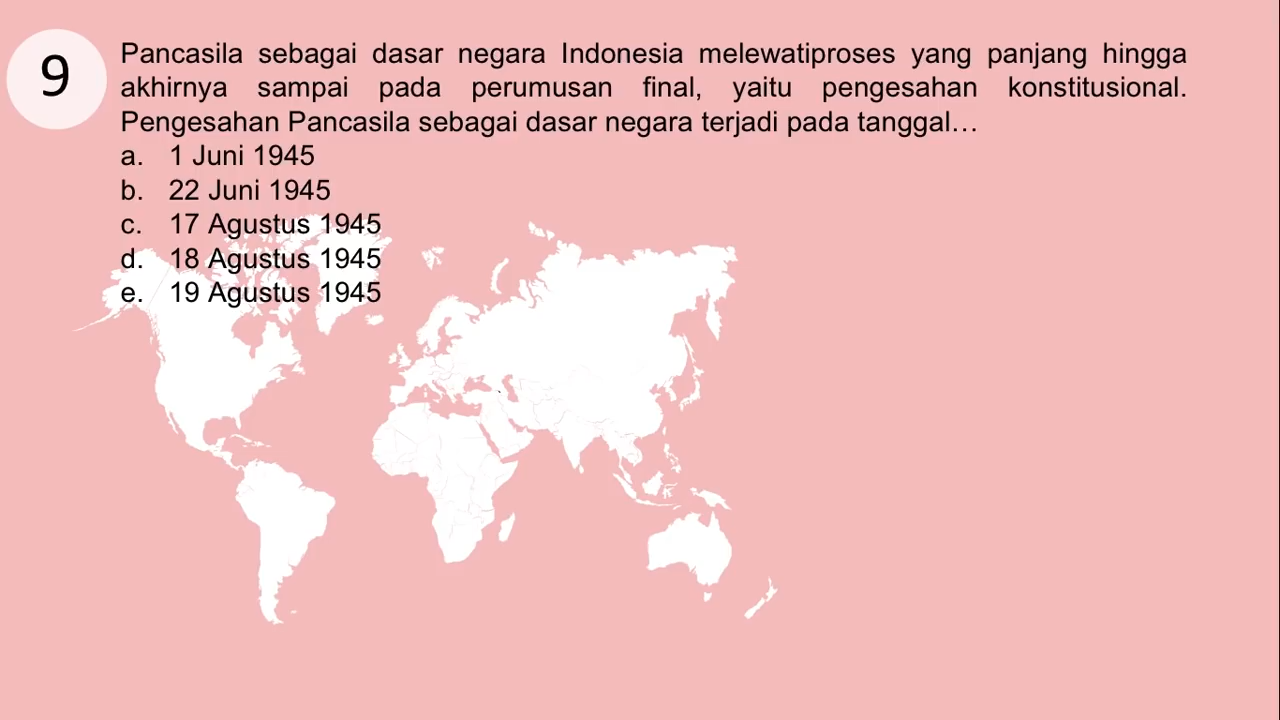 9
Pancasila sebagai dasar negara Indonesia melewatiproses yang panjang hingga
akhirnya sampai pada perumusan final, yaitu pengesahan konstitusional.
Pengesahan Pancasila sebagai dasar negara terjadi pada tanggal…
a. 1 Juni 1945
b. 22 Juni 1945
c. 17 Agustus 1945
d. 18 Agustus 1945
e. 19 Agustus 1945